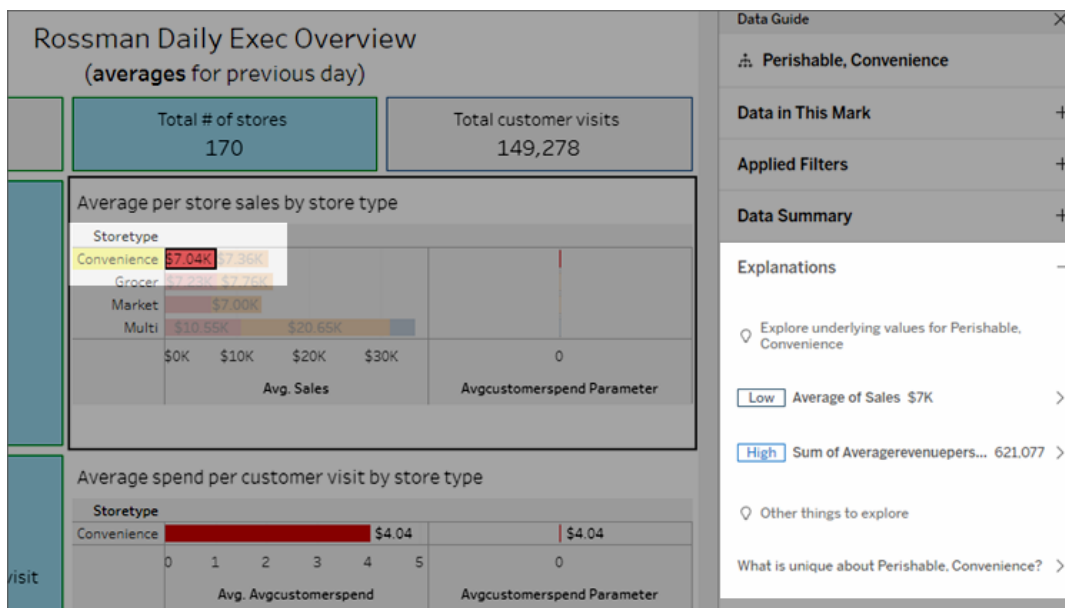 Rossman Daily Exec Overview
(averages for previous day)
Total # of stores
170
Total customer visits
149,278
Average per store sales by store type
Storetype
Convenience $7.04K $7.36K
Grocer $7.23K $7.76K
Market $7.00K
Multi $10.55K $20.65K
$0K $10K $20K $30K 0
Avg. Sales Avgcustomerspend Parameter
Average spend per customer visit by store type
Storetype
Convenience $4.04 $4.04
0 1 2 3 4 5 0
Avg. Avgcustomerspend Avgcustomerspend Parameter
visit
Data Guide
Perishable, Convenience
Data in This Mark
Applied Filters
Data Summary
Explanations
Explore underlying values for Perishable,
Convenience
Low Average of Sales $7K
High Sum of Averagerevenuepers... 621,077
Other things to explore
What is unique about Perishable, Convenience?